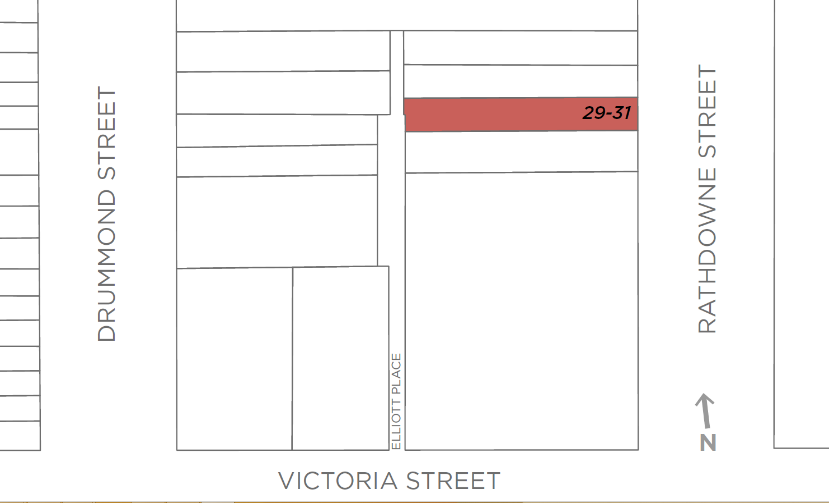 29-31
DRUMMOND STREET
RATHDOWNE STREET
ELLIOTT PLACE
N
VICTORIA STREET